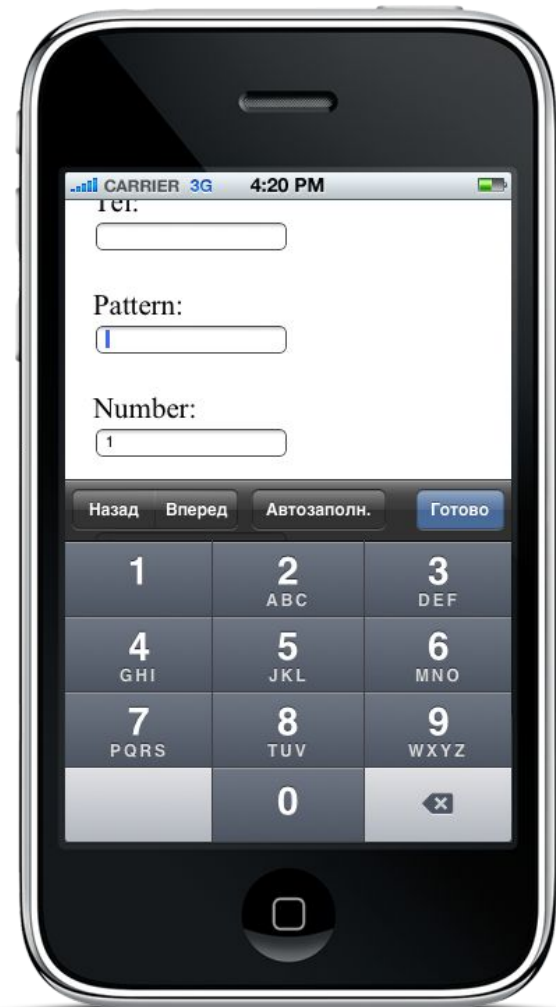 CARRIER 3G 4:20 PM
Tel:
Pattern:
Number:
1
Назад Вперед Автозаполн. Готово
1 2 3
ABC DEF
4 5 6
GHI JKL MNO
7 8 9
PQRS TUV WXYZ
0